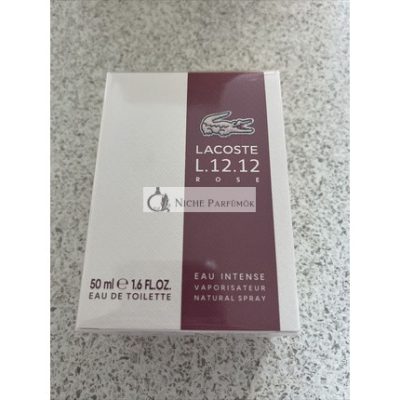 LACOSTE
L.12.12
ROSE
NICHE PARFÜMÖK
50 ml ℮ 1.6 FL.OZ.
EAU DE TOILETTE
EAU INTENSE
VAPORISATEUR
NATURAL SPRAY